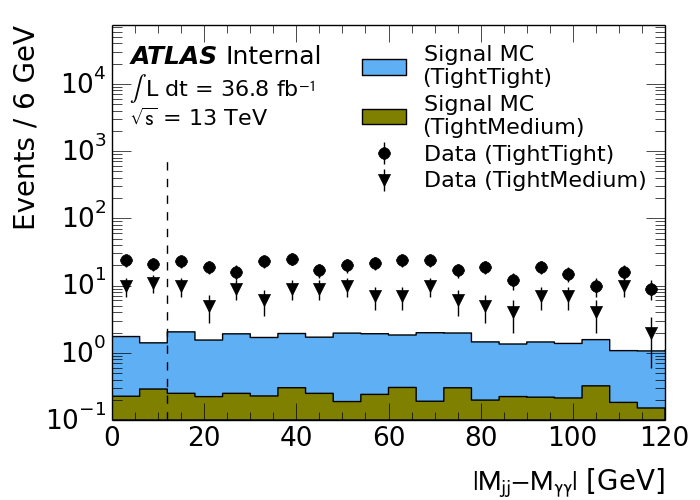 ATLAS Internal
∫L dt = 36.8 fb⁻¹
√s = 13 TeV
Signal MC
(TightTight)
Signal MC
(TightMedium)
Data (TightTight)
Data (TightMedium)
Events / 6 GeV
10⁴
10³
10²
10¹
10⁰
10⁻¹
0 20 40 60 80 100 120
|Mjj−Mγγ| [GeV]